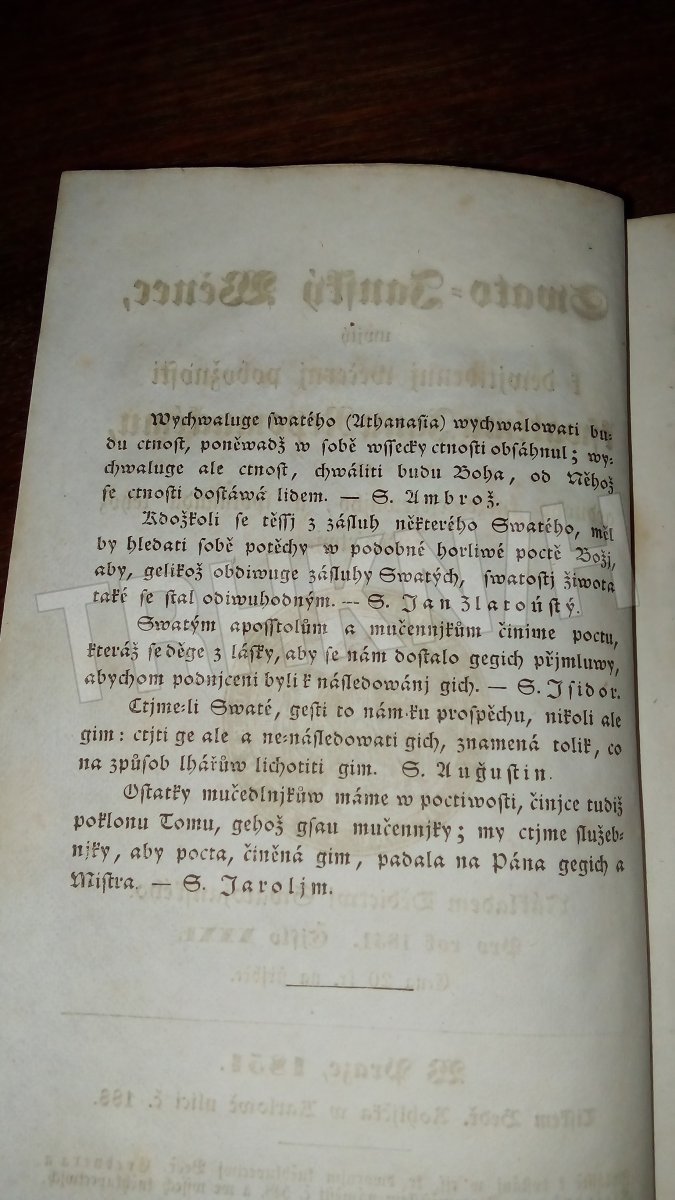 Wychwaluge swatého (Athanasia) wychwalowati bu-
du ctnost, poněwadž w sobě wssecky ctnosti obsáhnul; wy-
chwaluge ale ctnost, chwáliti budu Boha, od Něhož
se ctnosti dostáwá lidem. — S. Ambrož.
Kdožkoli se těssj z zásluh některého Swatého, měl
by hledati sobě potěchy w podobné horliwé poctě Božj,
aby, gelikož obdiwuge zásluhy Swatých, swatostj žiwota
také se stal odiwuhodným. — S. Jan Zlatoústý.
Swatým aposstolům a mučennjkům činime poctu,
kteráž se děge z lásky, aby se nám dostalo gegich přjmluwy,
abychom podnjceni byli k následowánj gich. — S. Isidor.
Ctjme-li Swaté, gesti to nám ku prospěchu, nikoli ale
gim: ctjti ge ale a ne-následowati gich, znamená tolik, co
na způsob lhářůw lichotiti gim. S. Auğustin.
Ostatky mučedlnjkůw máme w poctiwosti, činjce tudiž
poklonu Tomu, gehož gsau mučennjky; my ctjme služeb-
njky, aby pocta, činěná gim, padala na Pána gegich a
Mistra. — S. Jaroljm.